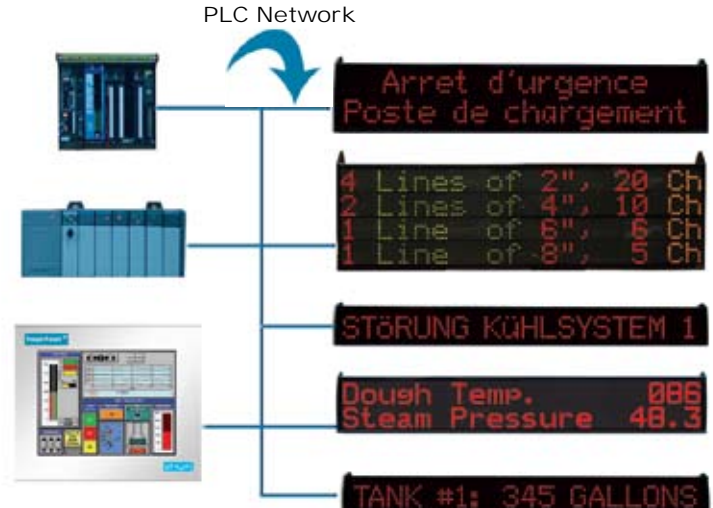 PLC Network
Arret d'urgence
Poste de chargement
4 Lines of 2", 20 Ch
2 Lines of 4", 10 Ch
1 Line of 6", 6 Ch
1 Line of 8", 5 Ch
STöRUNG KüHLSYSTEM 1
Dough Temp. 086
Steam Pressure 48.3
TANK #1: 345 GALLONS